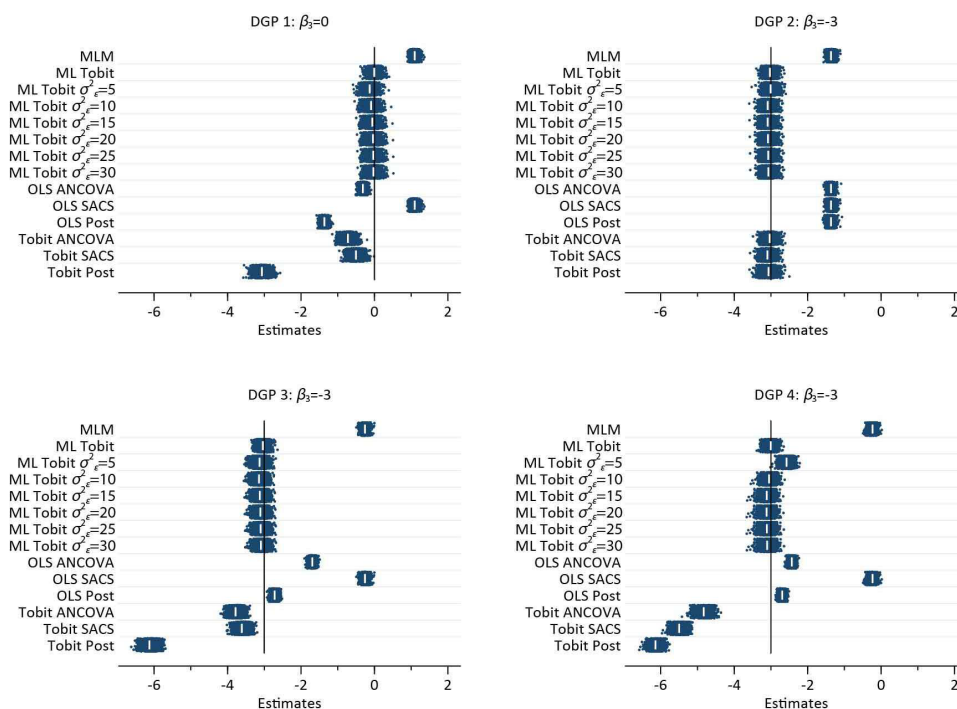 DGP 1: β₃=0
MLM
ML Tobit
ML Tobit σ²ε=5
ML Tobit σ²ε=10
ML Tobit σ²ε=15
ML Tobit σ²ε=20
ML Tobit σ²ε=25
ML Tobit σ²ε=30
OLS ANCOVA
OLS SACS
OLS Post
Tobit ANCOVA
Tobit SACS
Tobit Post
-6 -4 -2 0 2
Estimates
DGP 2: β₃=-3
MLM
ML Tobit
ML Tobit σ²ε=5
ML Tobit σ²ε=10
ML Tobit σ²ε=15
ML Tobit σ²ε=20
ML Tobit σ²ε=25
ML Tobit σ²ε=30
OLS ANCOVA
OLS SACS
OLS Post
Tobit ANCOVA
Tobit SACS
Tobit Post
-6 -4 -2 0 2
Estimates
DGP 3: β₃=-3
MLM
ML Tobit
ML Tobit σ²ε=5
ML Tobit σ²ε=10
ML Tobit σ²ε=15
ML Tobit σ²ε=20
ML Tobit σ²ε=25
ML Tobit σ²ε=30
OLS ANCOVA
OLS SACS
OLS Post
Tobit ANCOVA
Tobit SACS
Tobit Post
-6 -4 -2 0 2
Estimates
DGP 4: β₃=-3
MLM
ML Tobit
ML Tobit σ²ε=5
ML Tobit σ²ε=10
ML Tobit σ²ε=15
ML Tobit σ²ε=20
ML Tobit σ²ε=25
ML Tobit σ²ε=30
OLS ANCOVA
OLS SACS
OLS Post
Tobit ANCOVA
Tobit SACS
Tobit Post
-6 -4 -2 0 2
Estimates